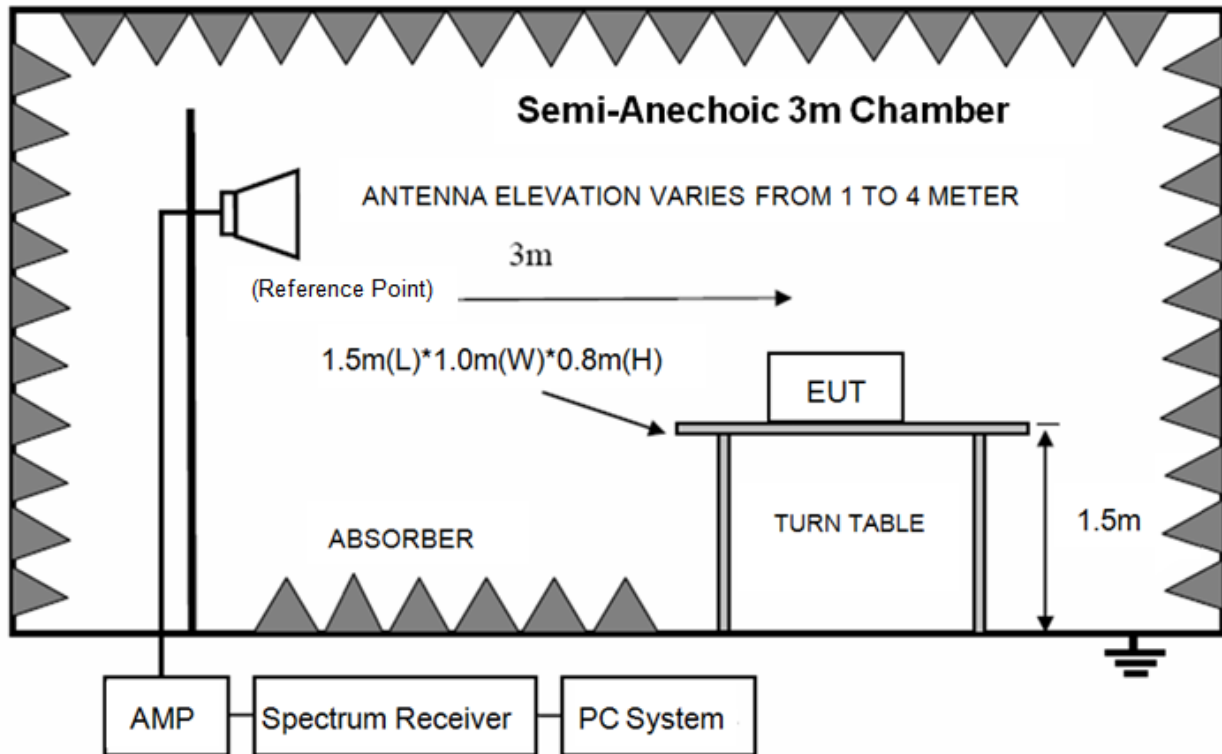 Semi-Anechoic 3m Chamber
ANTENNA ELEVATION VARIES FROM 1 TO 4 METER
3m
(Reference Point)
1.5m(L)*1.0m(W)*0.8m(H)
EUT
TURN TABLE
1.5m
ABSORBER
AMP
Spectrum Receiver
PC System